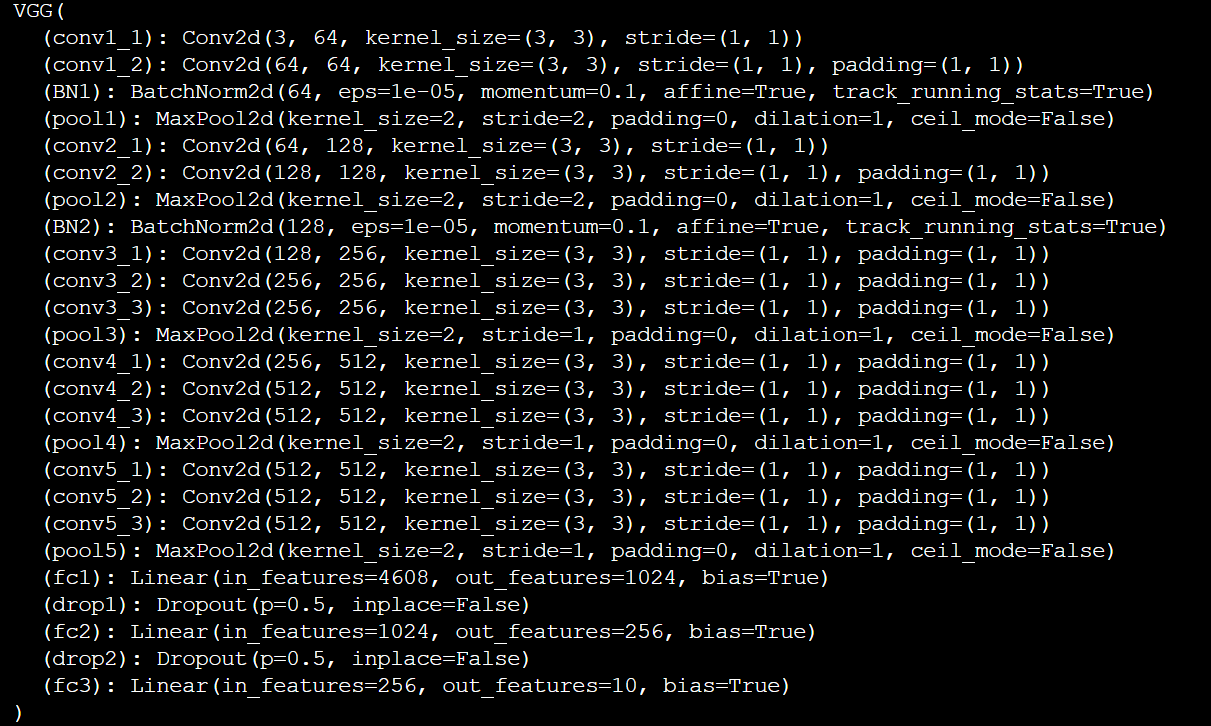 VGG(
  (conv1_1): Conv2d(3, 64, kernel_size=(3, 3), stride=(1, 1))
  (conv1_2): Conv2d(64, 64, kernel_size=(3, 3), stride=(1, 1), padding=(1, 1))
  (BN1): BatchNorm2d(64, eps=1e-05, momentum=0.1, affine=True, track_running_stats=True)
  (pool1): MaxPool2d(kernel_size=2, stride=2, padding=0, dilation=1, ceil_mode=False)
  (conv2_1): Conv2d(64, 128, kernel_size=(3, 3), stride=(1, 1))
  (conv2_2): Conv2d(128, 128, kernel_size=(3, 3), stride=(1, 1), padding=(1, 1))
  (pool2): MaxPool2d(kernel_size=2, stride=2, padding=0, dilation=1, ceil_mode=False)
  (BN2): BatchNorm2d(128, eps=1e-05, momentum=0.1, affine=True, track_running_stats=True)
  (conv3_1): Conv2d(128, 256, kernel_size=(3, 3), stride=(1, 1), padding=(1, 1))
  (conv3_2): Conv2d(256, 256, kernel_size=(3, 3), stride=(1, 1), padding=(1, 1))
  (conv3_3): Conv2d(256, 256, kernel_size=(3, 3), stride=(1, 1), padding=(1, 1))
  (pool3): MaxPool2d(kernel_size=2, stride=1, padding=0, dilation=1, ceil_mode=False)
  (conv4_1): Conv2d(256, 512, kernel_size=(3, 3), stride=(1, 1), padding=(1, 1))
  (conv4_2): Conv2d(512, 512, kernel_size=(3, 3), stride=(1, 1), padding=(1, 1))
  (conv4_3): Conv2d(512, 512, kernel_size=(3, 3), stride=(1, 1), padding=(1, 1))
  (pool4): MaxPool2d(kernel_size=2, stride=1, padding=0, dilation=1, ceil_mode=False)
  (conv5_1): Conv2d(512, 512, kernel_size=(3, 3), stride=(1, 1), padding=(1, 1))
  (conv5_2): Conv2d(512, 512, kernel_size=(3, 3), stride=(1, 1), padding=(1, 1))
  (conv5_3): Conv2d(512, 512, kernel_size=(3, 3), stride=(1, 1), padding=(1, 1))
  (pool5): MaxPool2d(kernel_size=2, stride=1, padding=0, dilation=1, ceil_mode=False)
  (fc1): Linear(in_features=4608, out_features=1024, bias=True)
  (drop1): Dropout(p=0.5, inplace=False)
  (fc2): Linear(in_features=1024, out_features=256, bias=True)
  (drop2): Dropout(p=0.5, inplace=False)
  (fc3): Linear(in_features=256, out_features=10, bias=True)
)